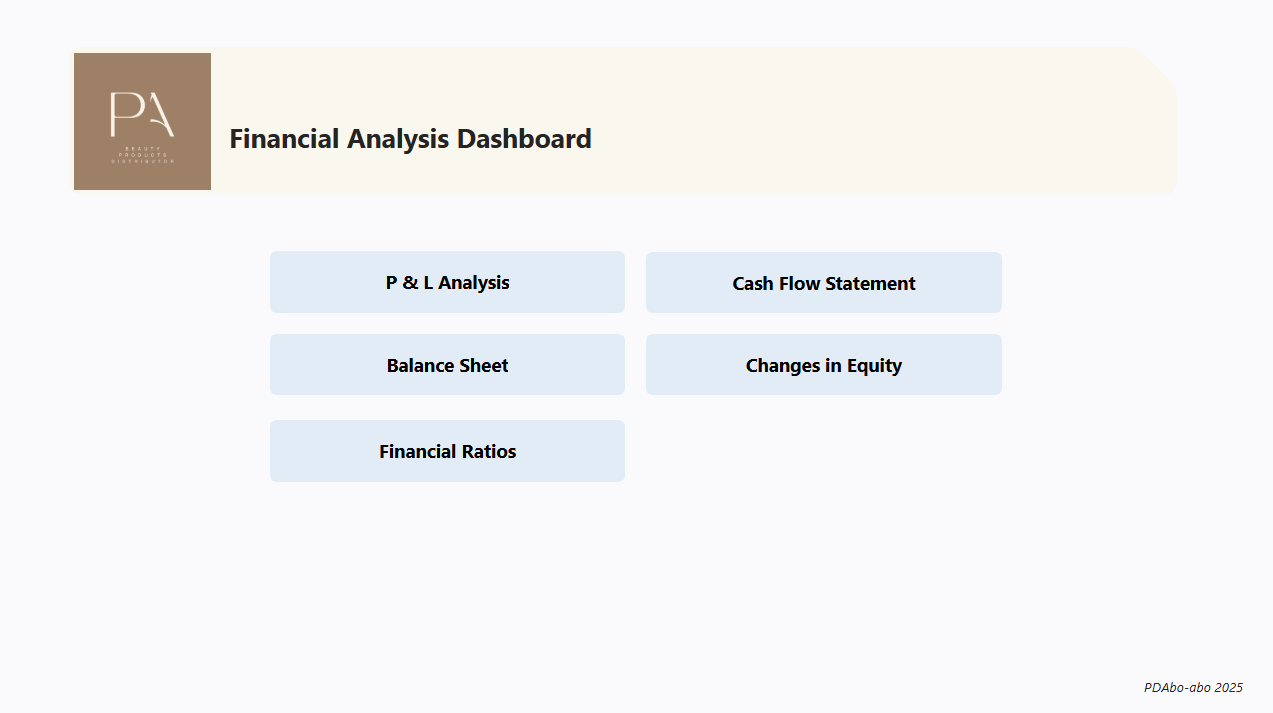 PA
BEAUTY
PRODUCTS
DISTRIBUTOR
Financial Analysis Dashboard
P & L Analysis
Cash Flow Statement
Balance Sheet
Changes in Equity
Financial Ratios
PDAbo-abo 2025